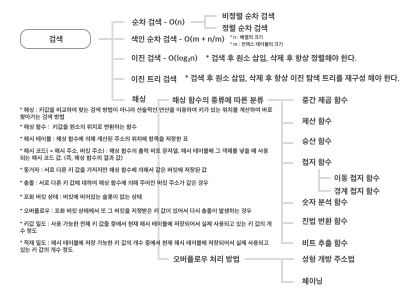 검색
순차 검색 - O(n)
비정렬 순차 검색
정렬 순차 검색
색인 순차 검색 - O(m + n/m)
* n : 배열의 크기
* m : 인덱스 테이블의 크기
이진 검색 - O(log₂n)
* 검색 후 원소 삽입, 삭제 후 항상 정렬해야 한다.
이진 트리 검색
* 검색 후 원소 삽입, 삭제 후 항상 이진 탐색 트리를 재구성 해야 한다.
해싱
해싱 함수의 종류에 따른 분류
중간 제곱 함수
제산 함수
승산 함수
접지 함수
이동 접지 함수
경계 접지 함수
숫자 분석 함수
진법 변환 함수
비트 추출 함수
* 해싱 : 키값을 비교하여 찾는 검색 방법이 아니라 산술적인 연산을 이용하여 키가 있는 위치를 계산하여 바로
찾아가는 검색 방법
* 해싱 함수 : 키값을 원소의 위치로 변환하는 함수
* 해시 테이블 : 해싱 함수에 의해 계산된 주소의 위치에 항목을 저장한 표
* 해시 코드( = 해시 주소, 버킷 주소) : 해싱 함수의 출력 비트 문자열, 해시 테이블에 그 객체를 넣을 때 사용
되는 해시 코드 값. (즉, 해싱 함수의 결과 값)
* 동거자 : 서로 다른 키 값을 가지지만 해싱 함수에 의해서 같은 버킷에 저장된 값
* 충돌 : 서로 다른 키 값에 대하여 해싱 함수에 의해 주어진 버킷 주소가 같은 경우
* 포화 버킷 상태 : 버킷에 비어있는 슬롯이 없는 상태
* 오버플로우 : 포화 버킷 상태에서 또 그 버킷을 지정받은 키 값이 있어서 다시 충돌이 발생하는 경우
* 키값 밀도 : 사용 가능한 전체 키 값들 중에서 현재 해시 테이블에 저장되어서 실제 사용되고 있는 키 값의 개
수 정도
* 적재 밀도 : 해시 테이블에 저장 가능한 키 값의 개수 중에서 현재 해시 테이블에 저장되어서 실제 사용되고
있는 키 값의 개수 정도
오버플로우 처리 방법
성형 개방 주소법
체이닝